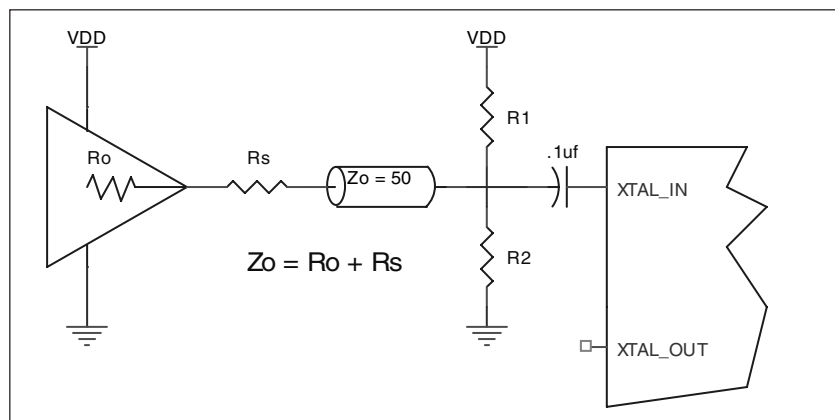 VDD
VDD
R1
Ro
Rs
.1uf
Zo = 50
XTAL_IN
Zo = Ro + Rs
R2
XTAL_OUT